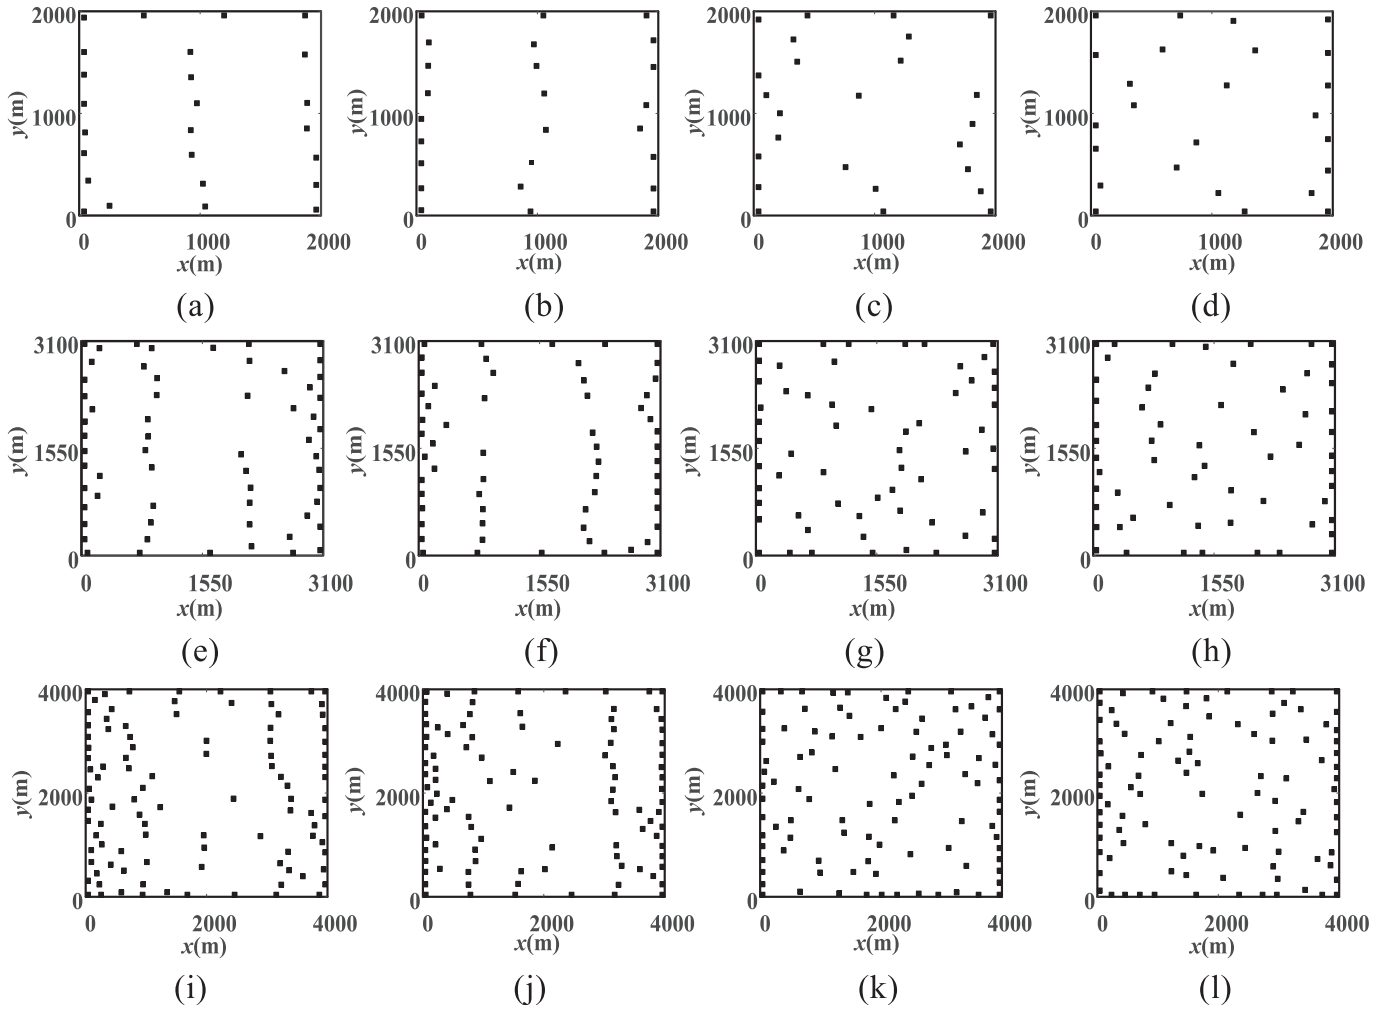 2000 2000 2000 2000
y(m) y(m) y(m) y(m)
1000 1000 1000 1000
0 0 0 0
0 1000 2000 0 1000 2000 0 1000 2000 0 1000 2000
x(m) x(m) x(m) x(m)
(a) (b) (c) (d)
3100 3100 3100 3100
y(m) y(m) y(m) y(m)
1550 1550 1550 1550
0 0 0 0
0 1550 3100 0 1550 3100 0 1550 3100 0 1550 3100
x(m) x(m) x(m) x(m)
(e) (f) (g) (h)
4000 4000 4000 4000
y(m) y(m) y(m) y(m)
2000 2000 2000 2000
0 0 0 0
0 2000 4000 0 2000 4000 0 2000 4000 0 2000 4000
x(m) x(m) x(m) x(m)
(i) (j) (k) (l)